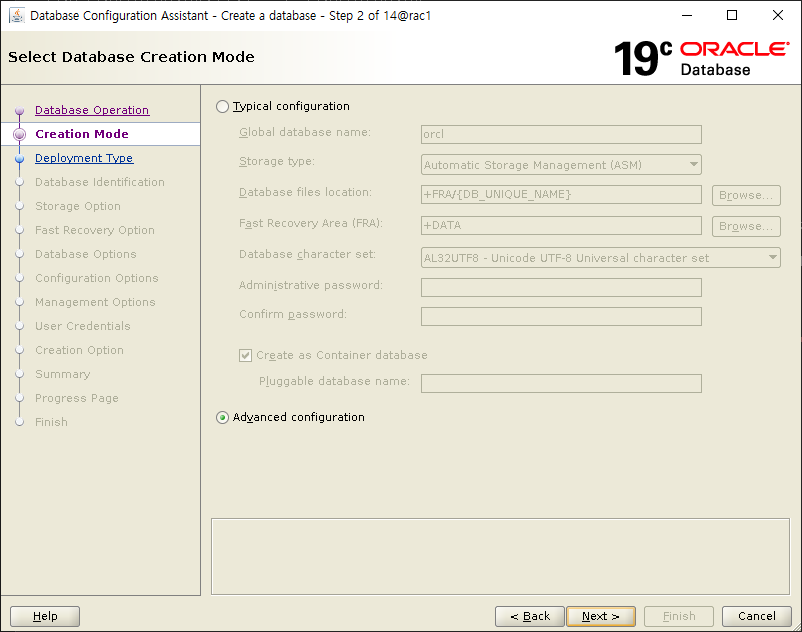 Database Configuration Assistant - Create a database - Step 2 of 14@rac1
Select Database Creation Mode
19c ORACLE Database
Database Operation
Creation Mode
Deployment Type
Database Identification
Storage Option
Fast Recovery Option
Database Options
Configuration Options
Management Options
User Credentials
Creation Option
Summary
Progress Page
Finish
Typical configuration
Global database name: orcl
Storage type: Automatic Storage Management (ASM)
Database files location: +FRA/{DB_UNIQUE_NAME} Browse...
Fast Recovery Area (FRA): +DATA Browse...
Database character set: AL32UTF8 - Unicode UTF-8 Universal character set
Administrative password:
Confirm password:
Create as Container database
Pluggable database name:
Advanced configuration
Help < Back Next > Finish Cancel